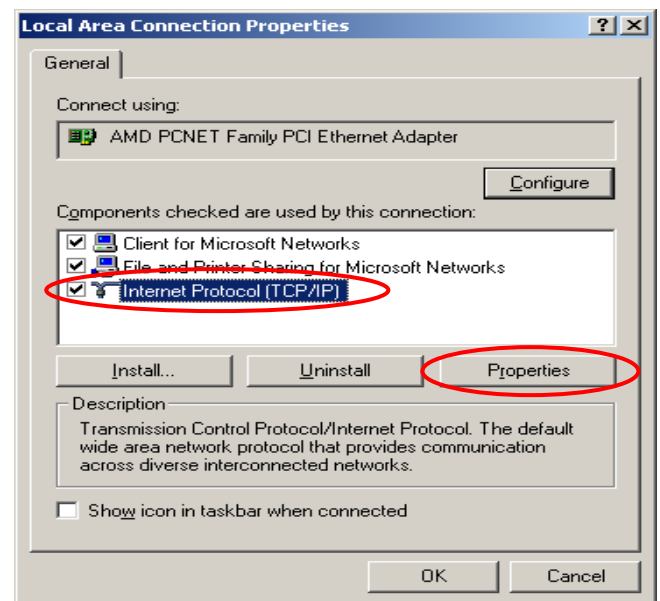 Local Area Connection Properties
General
Connect using:
AMD PCNET Family PCI Ethernet Adapter
Configure
Components checked are used by this connection:
Client for Microsoft Networks
File and Printer Sharing for Microsoft Networks
Internet Protocol (TCP/IP)
Install... Uninstall Properties
Description
Transmission Control Protocol/Internet Protocol. The default
wide area network protocol that provides communication
across diverse interconnected networks.
Show icon in taskbar when connected
OK Cancel